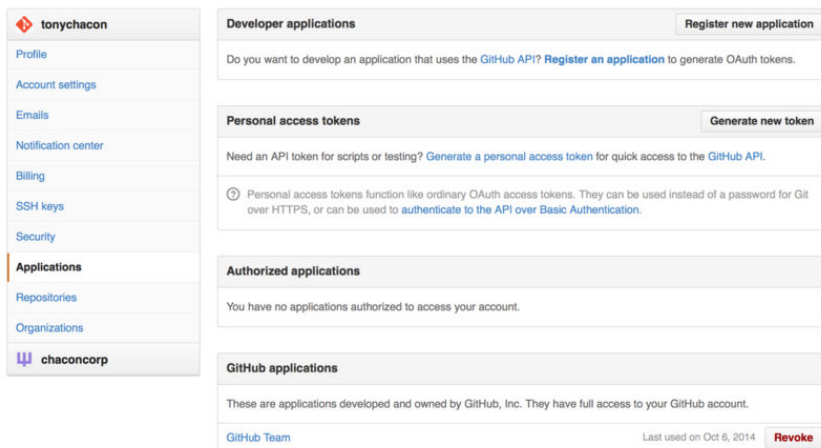 tonychacon
Profile
Account settings
Emails
Notification center
Billing
SSH keys
Security
Applications
Repositories
Organizations
chaconcorp
Developer applications
Register new application
Do you want to develop an application that uses the GitHub API? Register an application to generate OAuth tokens.
Personal access tokens
Generate new token
Need an API token for scripts or testing? Generate a personal access token for quick access to the GitHub API.
Personal access tokens function like ordinary OAuth access tokens. They can be used instead of a password for Git
over HTTPS, or can be used to authenticate to the API over Basic Authentication.
Authorized applications
You have no applications authorized to access your account.
GitHub applications
These are applications developed and owned by GitHub, Inc. They have full access to your GitHub account.
GitHub Team
Last used on Oct 6, 2014
Revoke